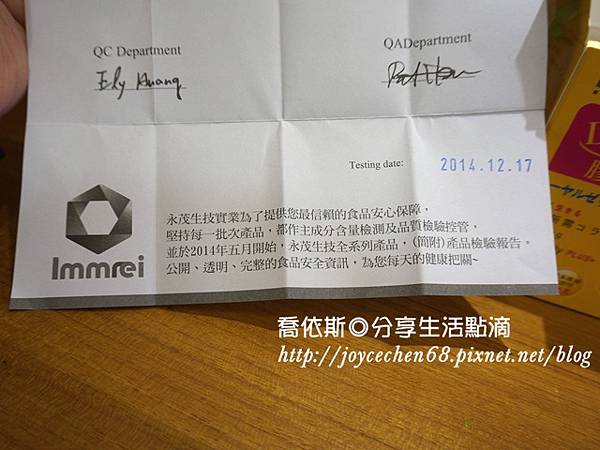 QC Department
QADepartment
Ely Huang
Testing date:
2014.12.17
永茂生技實業為了提供您最信賴的食品安心保障，
堅持每一批次產品，都作主成分含量檢測及品質檢驗控管，
並於2014年五月開始，永茂生技全系列產品，（簡附）產品檢驗報告。
公開、透明、完整的食品安全資訊，為您每天的健康把關~
Immrei
喬依斯◎分享生活點滴
http://joycechen68.pixnet.net/blog